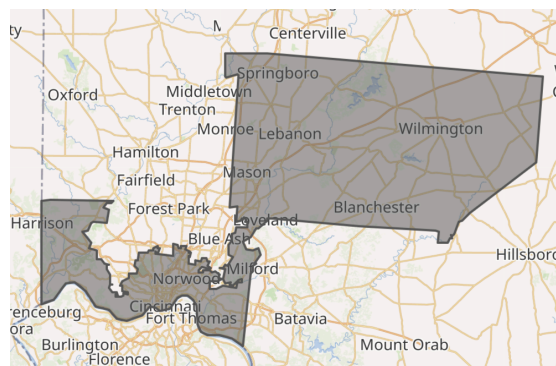 Centerville
Springboro
Oxford
Middletown
Trenton
Monroe
Lebanon
Wilmington
Hamilton
Mason
Fairfield
Forest Park
Blanchester
Harrison
Loveland
Blue Ash
Hillsboro
Milford
Norwood
Cincinnati
Fort Thomas
Batavia
Burlington
Mount Orab
Florence